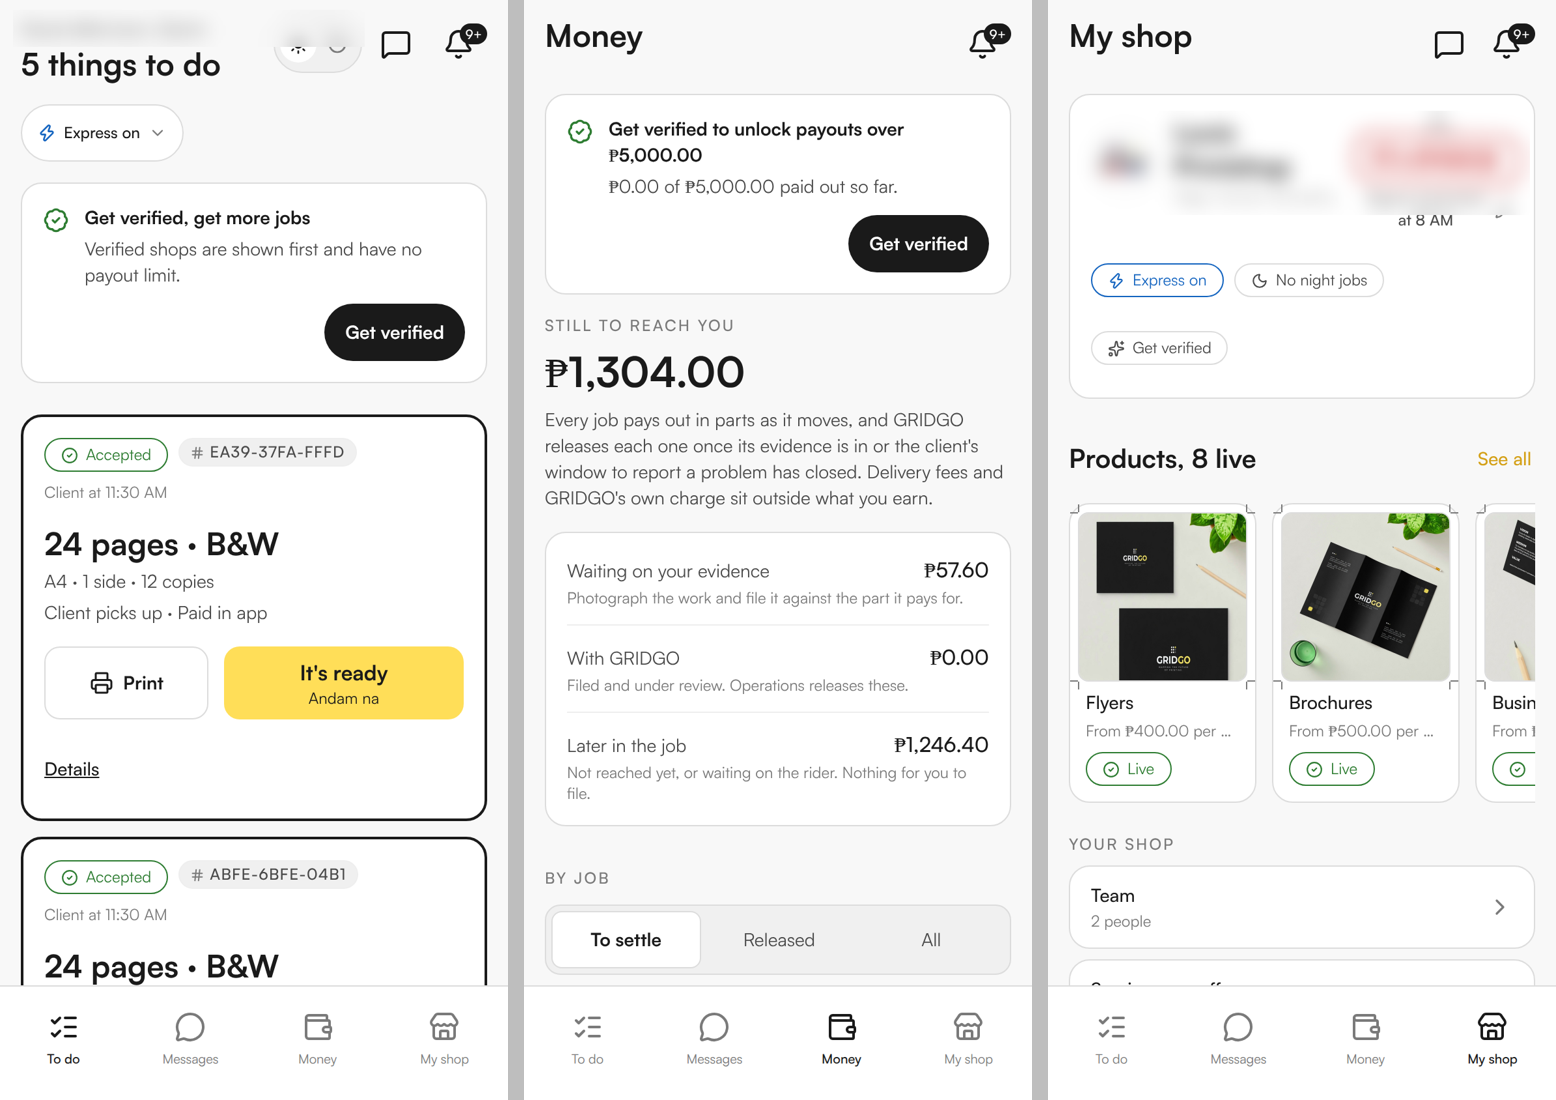 5 things to do
9+
Express on
Get verified, get more jobs
Verified shops are shown first and have no
payout limit.
Get verified
Accepted
# EA39-37FA-FFFD
Client at 11:30 AM
24 pages · B&W
A4 · 1 side · 12 copies
Client picks up · Paid in app
Print
It's ready
Andam na
Details
Accepted
# ABFE-6BFE-04B1
Client at 11:30 AM
24 pages · B&W
To do
Messages
Money
My shop
Money
9+
Get verified to unlock payouts over
₱5,000.00
₱0.00 of ₱5,000.00 paid out so far.
Get verified
STILL TO REACH YOU
₱1,304.00
Every job pays out in parts as it moves, and GRIDGO
releases each one once its evidence is in or the client's
window to report a problem has closed. Delivery fees and
GRIDGO's own charge sit outside what you earn.
Waiting on your evidence
₱57.60
Photograph the work and file it against the part it pays for.
With GRIDGO
₱0.00
Filed and under review. Operations releases these.
Later in the job
₱1,246.40
Not reached yet, or waiting on the rider. Nothing for you to
file.
BY JOB
To settle
Released
All
To do
Messages
Money
My shop
My shop
9+
at 8 AM
Express on
No night jobs
Get verified
Products, 8 live
See all
GRIDGO
GRIDGO
GRIDGO
Flyers
From ₱400.00 per ...
Live
Brochures
From ₱500.00 per ...
Live
Busin
From
YOUR SHOP
Team
2 people
To do
Messages
Money
My shop